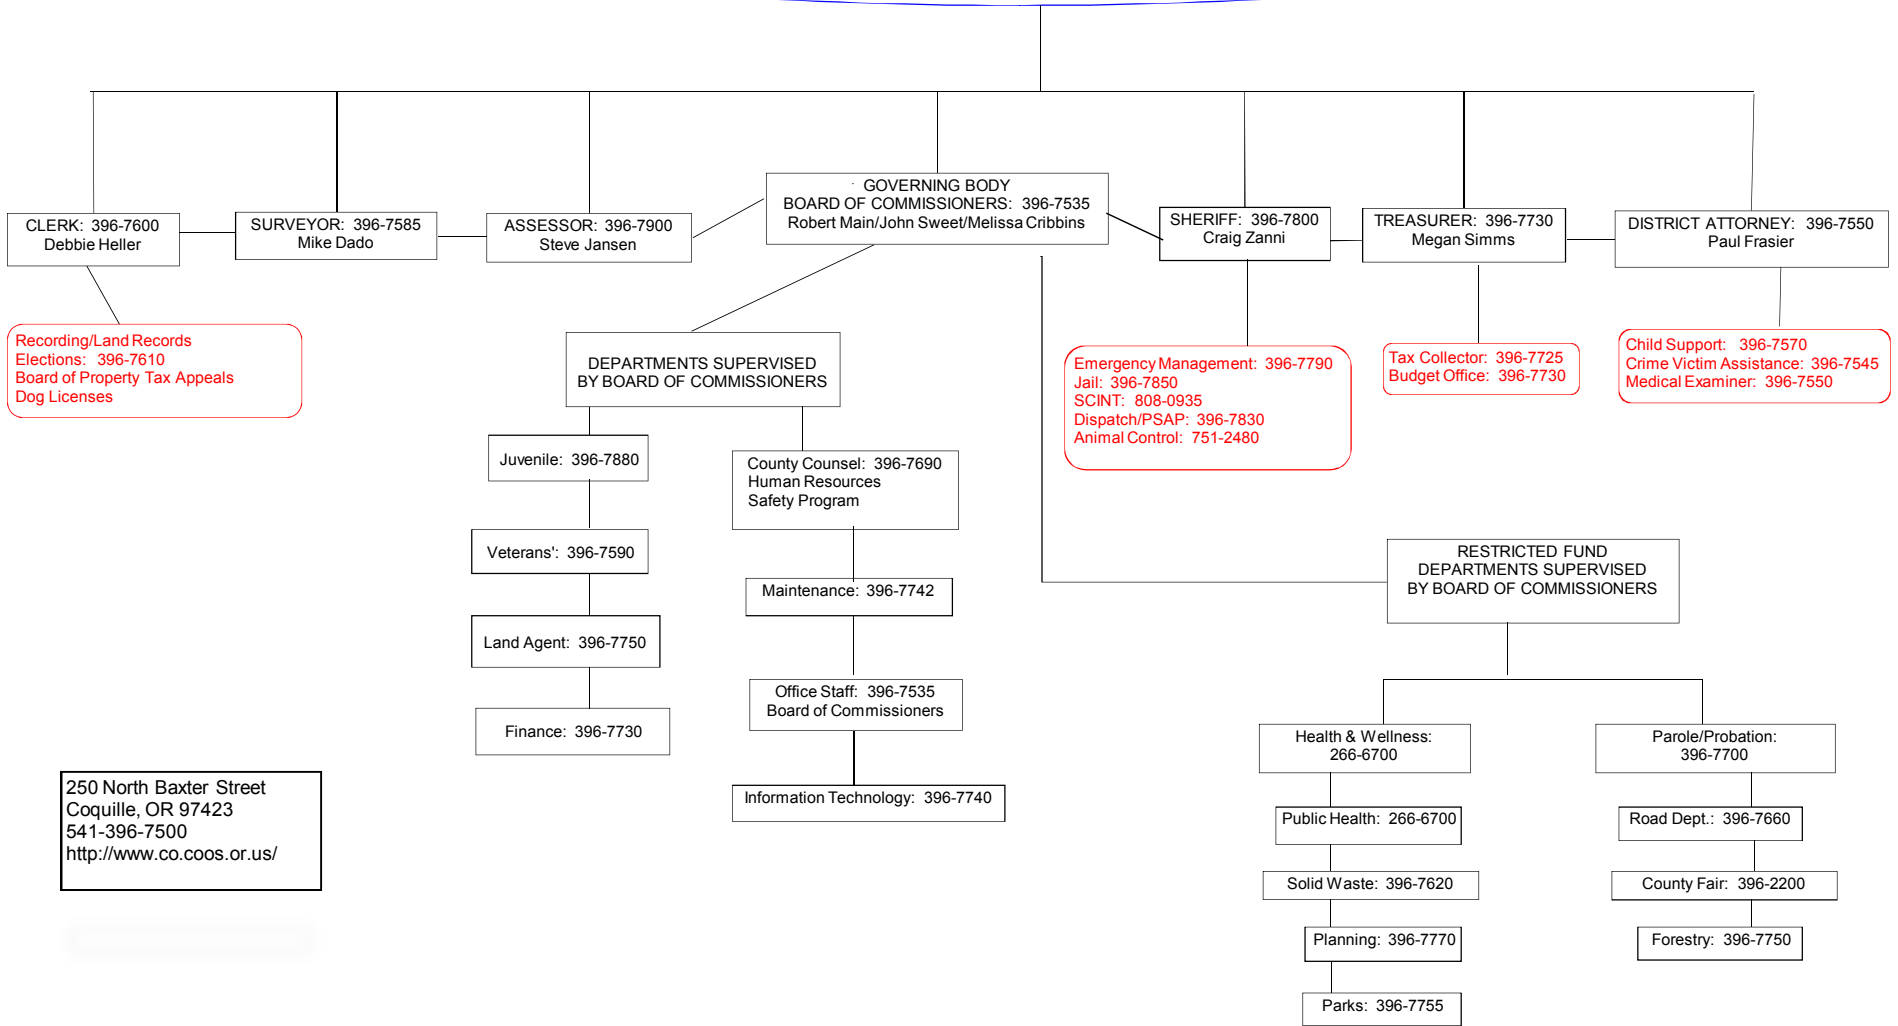 GOVERNING BODY
BOARD OF COMMISSIONERS: 396-7535
Robert Main/John Sweet/Melissa Cribbins
CLERK: 396-7600
Debbie Heller
SURVEYOR: 396-7585
Mike Dado
ASSESSOR: 396-7900
Steve Jansen
SHERIFF: 396-7800
Craig Zanni
TREASURER: 396-7730
Megan Simms
DISTRICT ATTORNEY: 396-7550
Paul Frasier
Recording/Land Records
Elections: 396-7610
Board of Property Tax Appeals
Dog Licenses
DEPARTMENTS SUPERVISED
BY BOARD OF COMMISSIONERS
Emergency Management: 396-7790
Jail: 396-7850
SCINT: 808-0935
Dispatch/PSAP: 396-7830
Animal Control: 751-2480
Tax Collector: 396-7725
Budget Office: 396-7730
Child Support: 396-7570
Crime Victim Assistance: 396-7545
Medical Examiner: 396-7550
Juvenile: 396-7880
Veterans': 396-7590
Land Agent: 396-7750
Finance: 396-7730
County Counsel: 396-7690
Human Resources
Safety Program
Maintenance: 396-7742
Office Staff: 396-7535
Board of Commissioners
Information Technology: 396-7740
RESTRICTED FUND
DEPARTMENTS SUPERVISED
BY BOARD OF COMMISSIONERS
Health & Wellness:
266-6700
Public Health: 266-6700
Solid Waste: 396-7620
Planning: 396-7770
Parks: 396-7755
Parole/Probation:
396-7700
Road Dept.: 396-7660
County Fair: 396-2200
Forestry: 396-7750
250 North Baxter Street
Coquille, OR 97423
541-396-7500
http://www.co.coos.or.us/